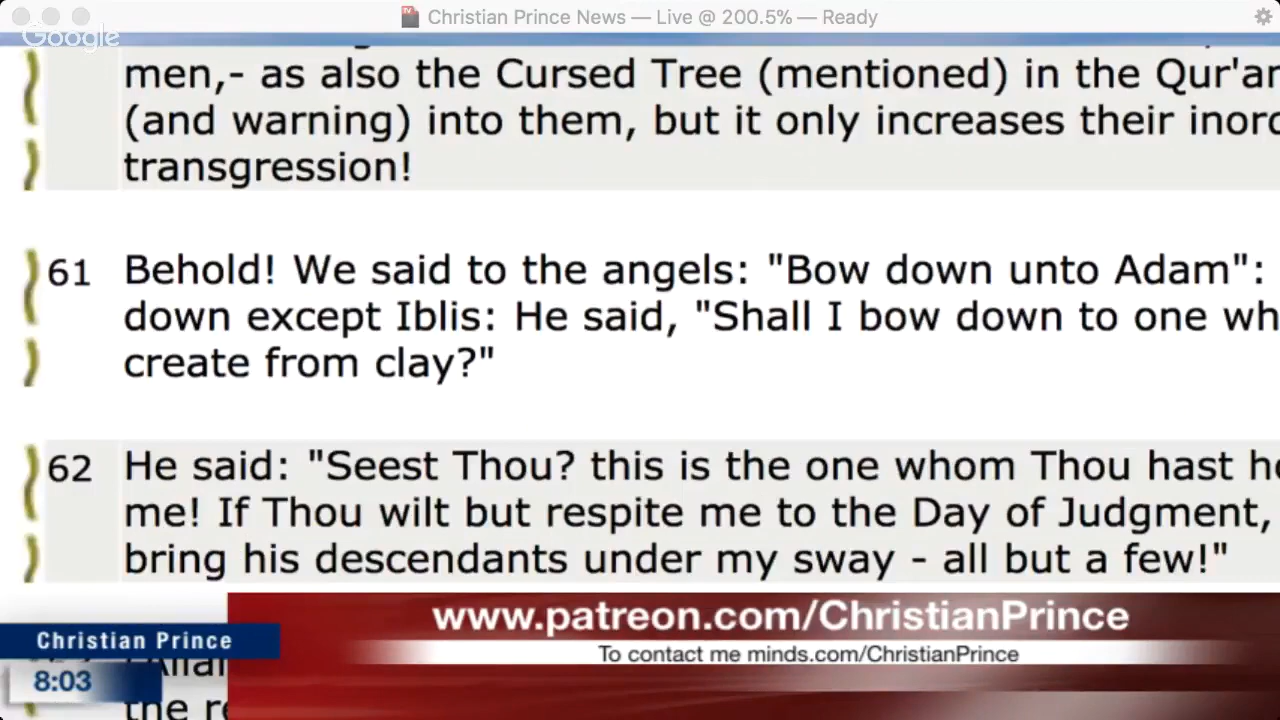 Christian Prince News — Live @ 200.5% — Ready
Google
men,- as also the Cursed Tree (mentioned) in the Qur'an
(and warning) into them, but it only increases their
transgression!
61 Behold! We said to the angels: "Bow down unto Adam":
down except Iblis: He said, "Shall I bow down to one
create from clay?"
62 He said: "Seest Thou? this is the one whom Thou hast
me! If Thou wilt but respite me to the Day of Judgment,
bring his descendants under my sway - all but a few!"
www.patreon.com/ChristianPrince
Christian Prince
To contact me minds.com/ChristianPrince
8:03
the